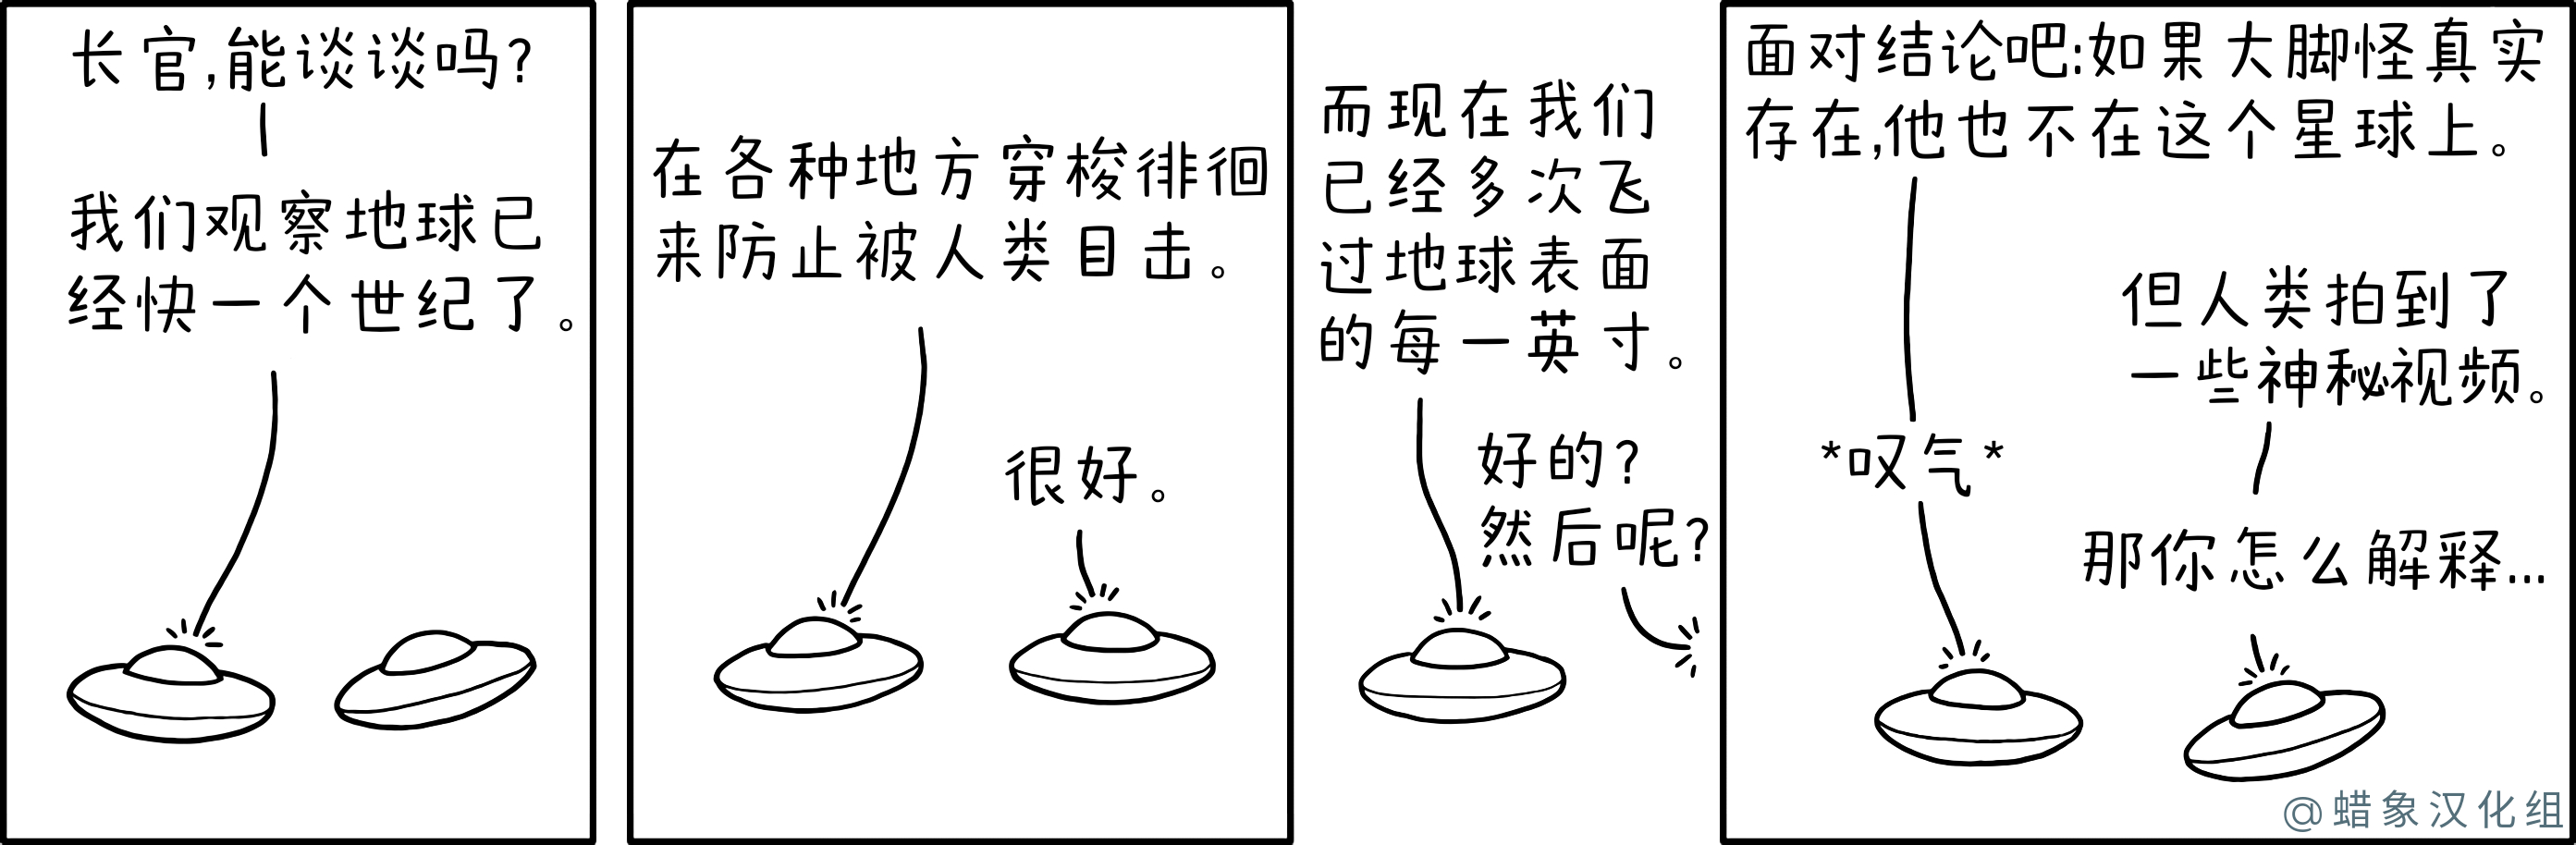 长官,能谈谈吗?
我们观察地球已
经快一个世纪了。
在各种地方穿梭徘徊
来防止被人类目击。
很好。
而现在我们
已经多次飞
过地球表面
的每一英寸。
好的?
然后呢?
面对结论吧:如果大脚怪真实
存在,他也不在这个星球上。
*叹气*
但人类拍到了
一些神秘视频。
那你怎么解释...
@蜡象汉化组